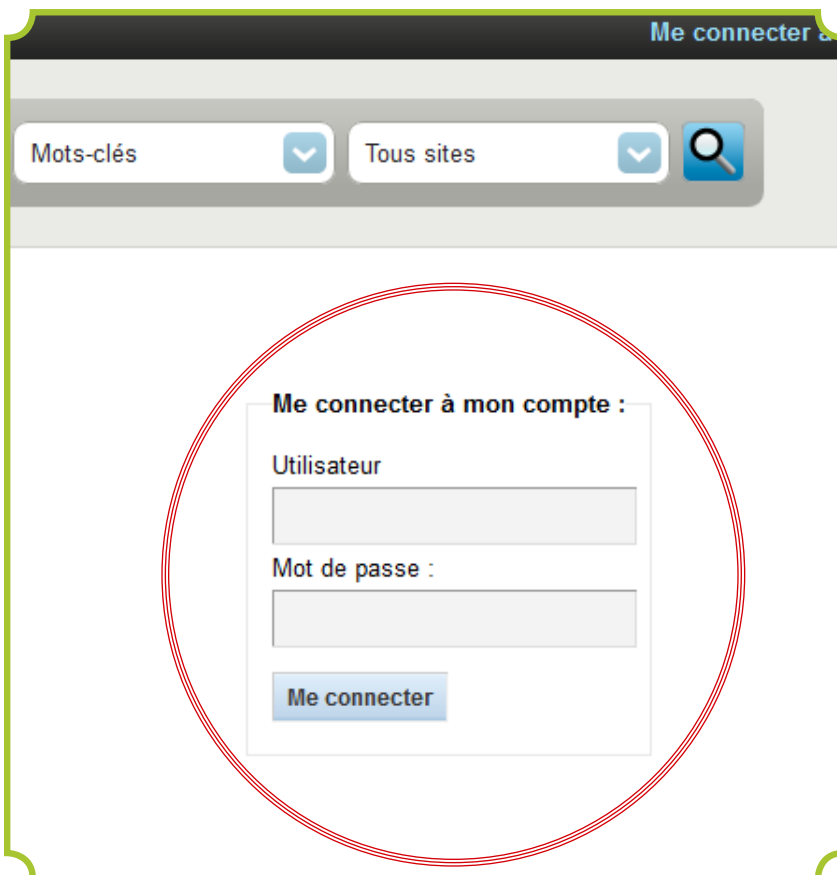 Me connecter à
Mots-clés
Tous sites
Me connecter à mon compte :
Utilisateur
Mot de passe :
Me connecter